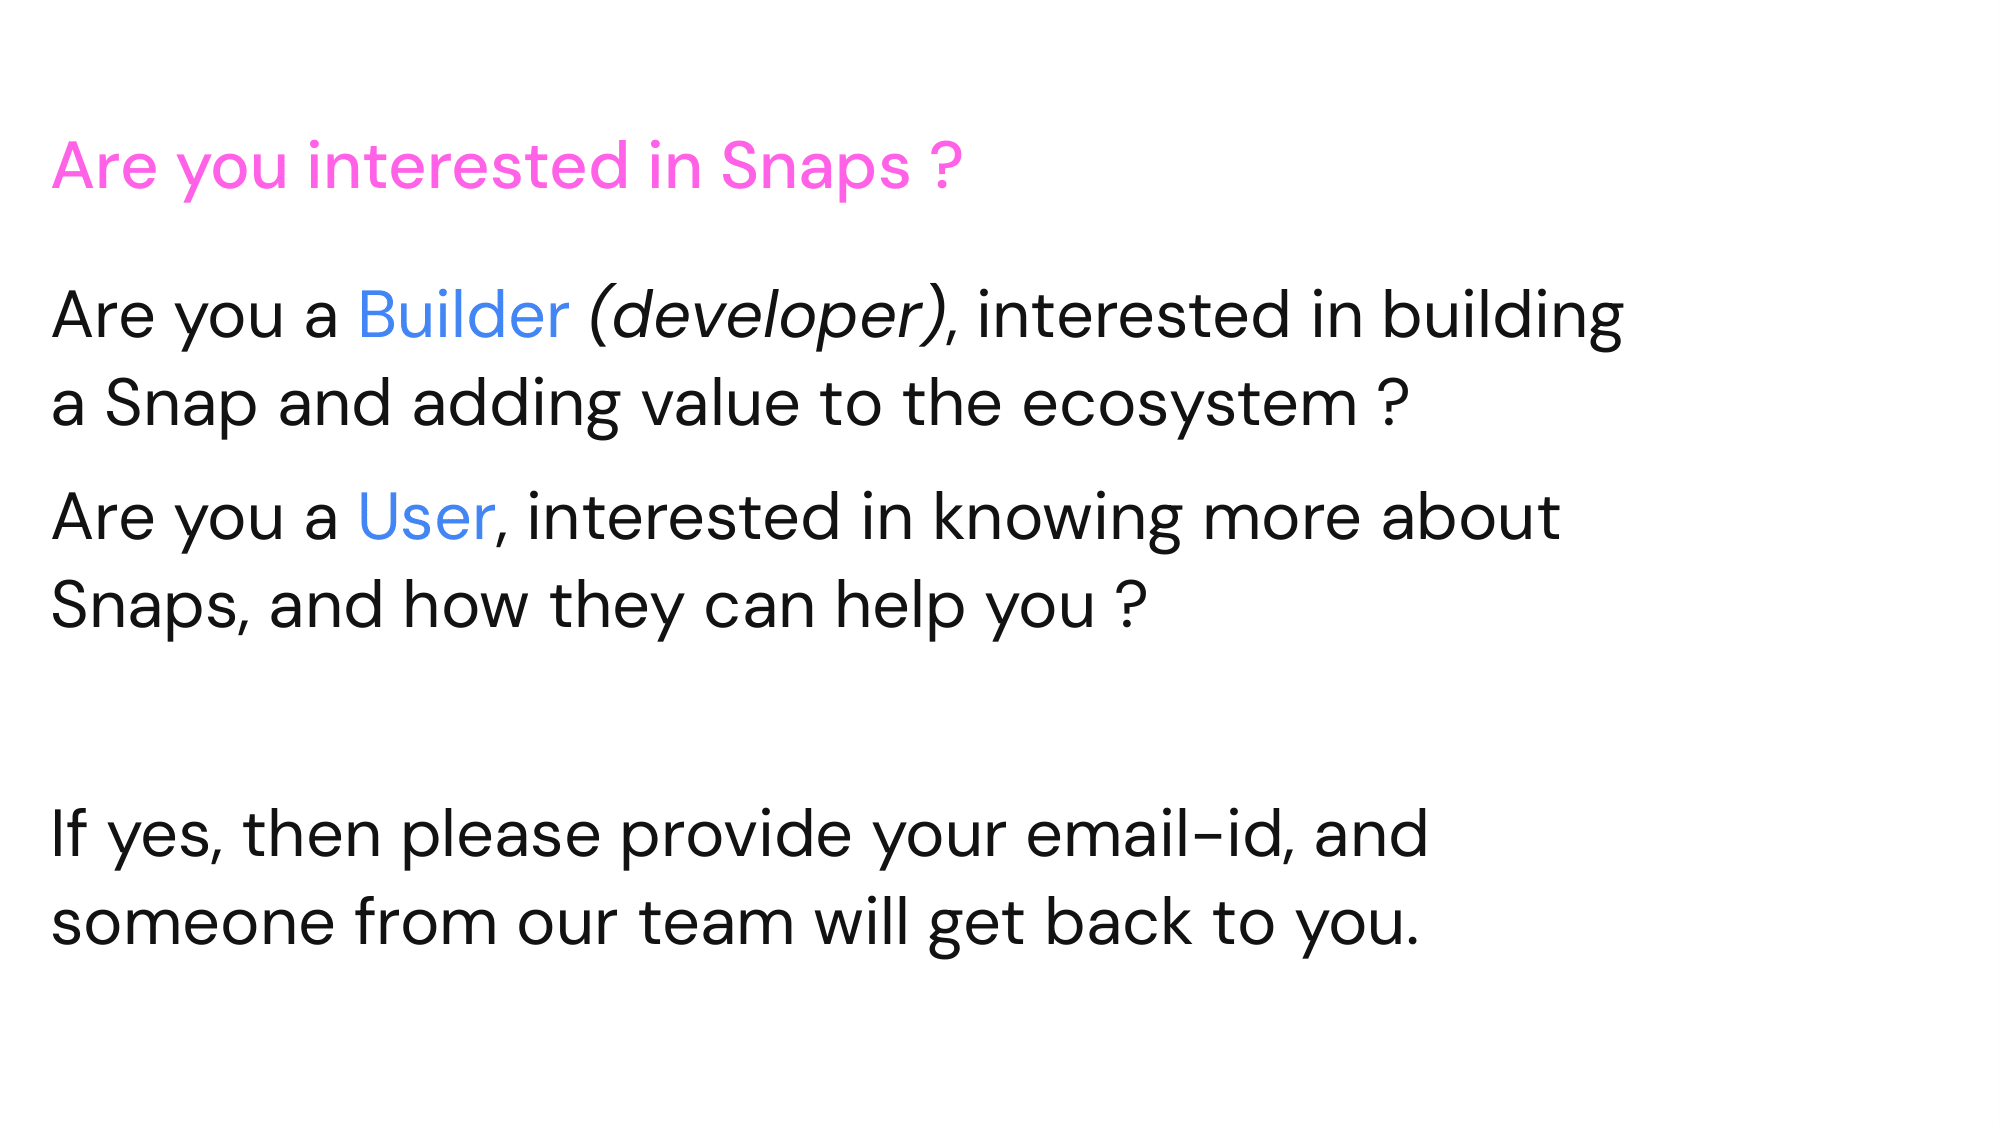 Are you interested in Snaps ?
Are you a Builder (developer), interested in building
a Snap and adding value to the ecosystem ?
Are you a User, interested in knowing more about
Snaps, and how they can help you ?
If yes, then please provide your email-id, and
someone from our team will get back to you.